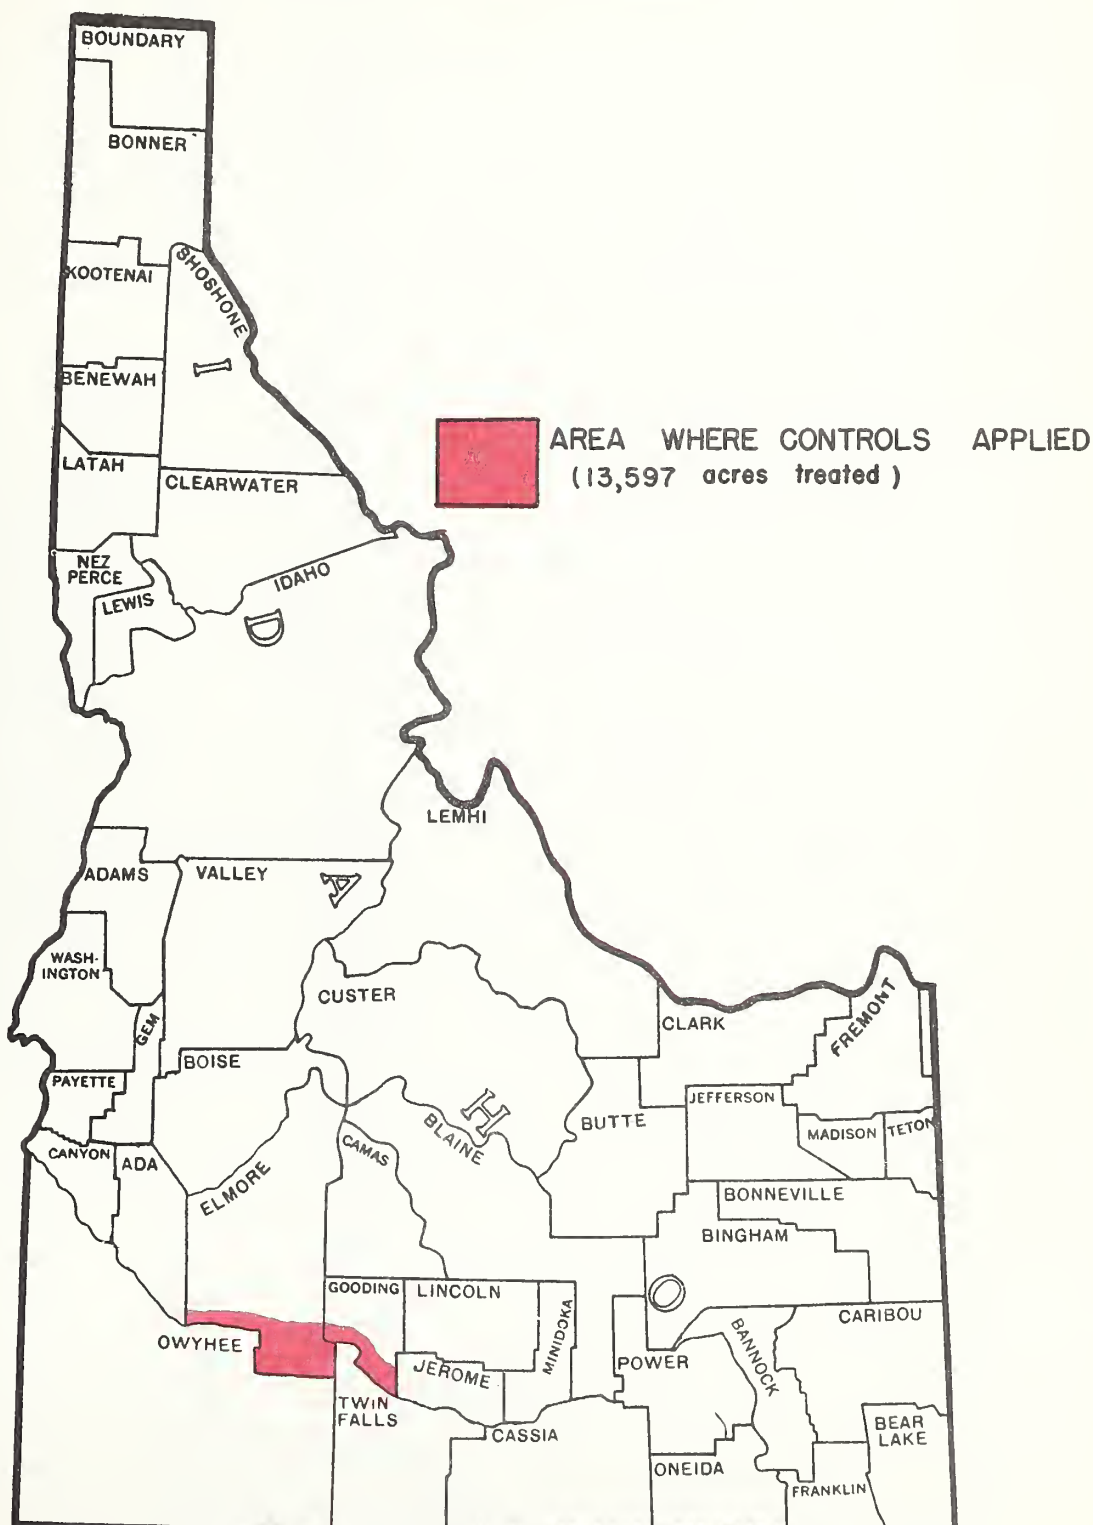 BOUNDARY
BONNER
KOOTENAI
SHOSHONE
I
BENEWAH
AREA WHERE CONTROLS APPLIED
(13,597 acres treated)
LATAH
CLEARWATER
NEZ
PERCE
LEWIS
IDAHO
D
LEMHI
ADAMS
VALLEY
A
WASH-
INGTON
CUSTER
GEM
CLARK
FREMONT
BOISE
PAYETTE
JEFFERSON
H
BLAINE
BUTTE
MADISON
TETON
CANYON
ADA
CAMAS
ELMORE
BONNEVILLE
BINGHAM
GOODING
LINCOLN
O
CARIBOU
OWYHEE
MINIDOKA
BANNOCK
JEROME
POWER
TWIN
FALLS
CASSIA
BEAR
LAKE
ONEIDA
FRANKLIN